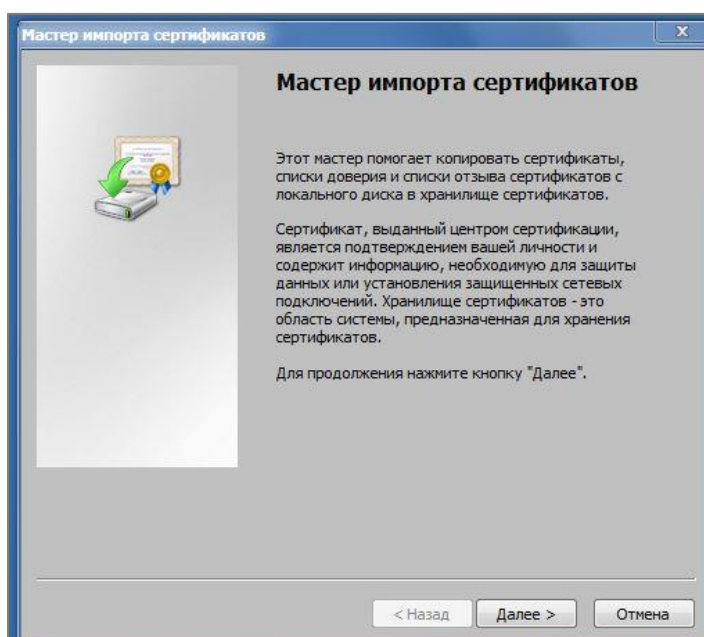 Мастер импорта сертификатов
X
Мастер импорта сертификатов
Этот мастер помогает копировать сертификаты,
списки доверия и списки отзыва сертификатов с
локального диска в хранилище сертификатов.
Сертификат, выданный центром сертификации,
является подтверждением вашей личности и
содержит информацию, необходимую для защиты
данных или установления защищенных сетевых
подключений. Хранилище сертификатов - это
область системы, предназначенная для хранения
сертификатов.
Для продолжения нажмите кнопку "Далее".
< Назад Далее > Отмена